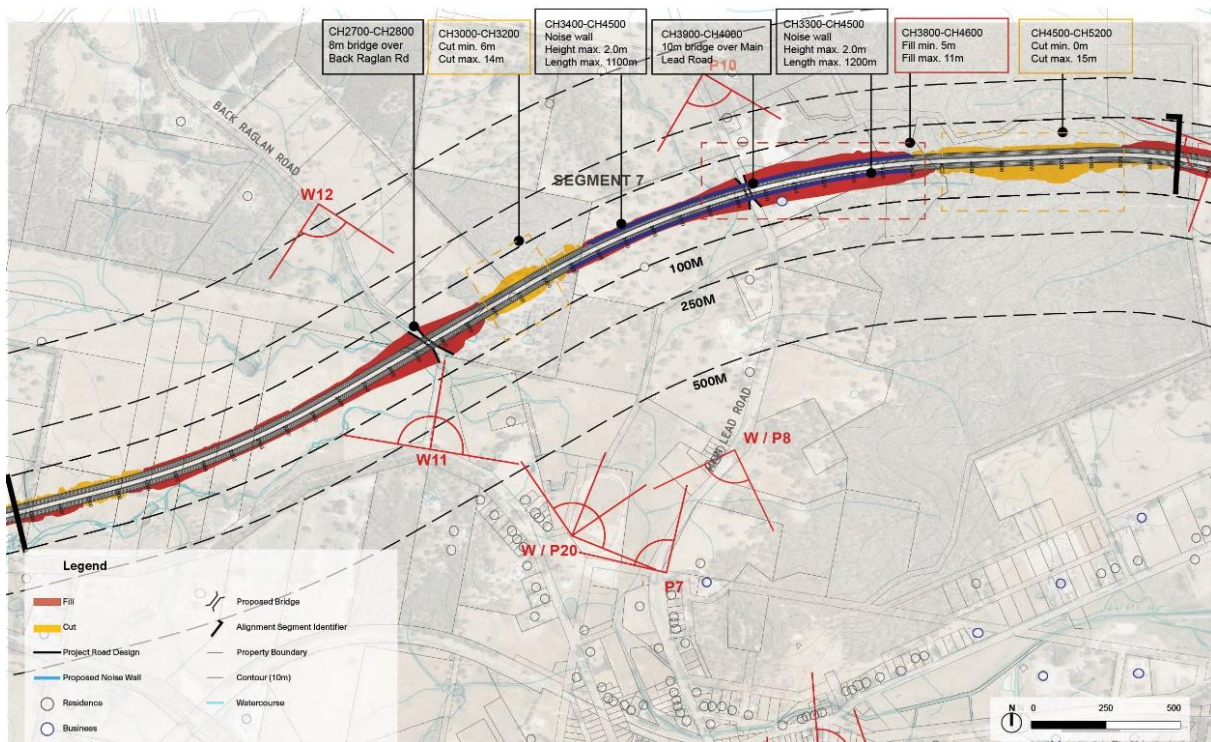 CH2700-CH2800
8m bridge over
Back Raglan Rd
CH3000-CH3200
Cut min. 6m
Cut max. 14m
CH3400-CH4500
Noise wall
Height max. 2.0m
Length max. 1100m
CH3900-CH4000
10m bridge over Main
Lead Road
CH3300-CH4500
Noise wall
Height max. 2.0m
Length max. 1200m
CH3800-CH4600
Fill min. 5m
Fill max. 11m
CH4500-CH5200
Cut min. 0m
Cut max. 15m
P10
BACK RAGLAN ROAD
SEGMENT 7
W12
100M
250M
500M
LEAD ROAD
W / P8
W11
W / P20
P7
Legend
Fill
Cut
Project Road Design
Proposed Noise Wall
Residence
Business
Proposed Bridge
Alignment Segment Identifier
Property Boundary
Contour (10m)
Watercourse
N
0 250 500